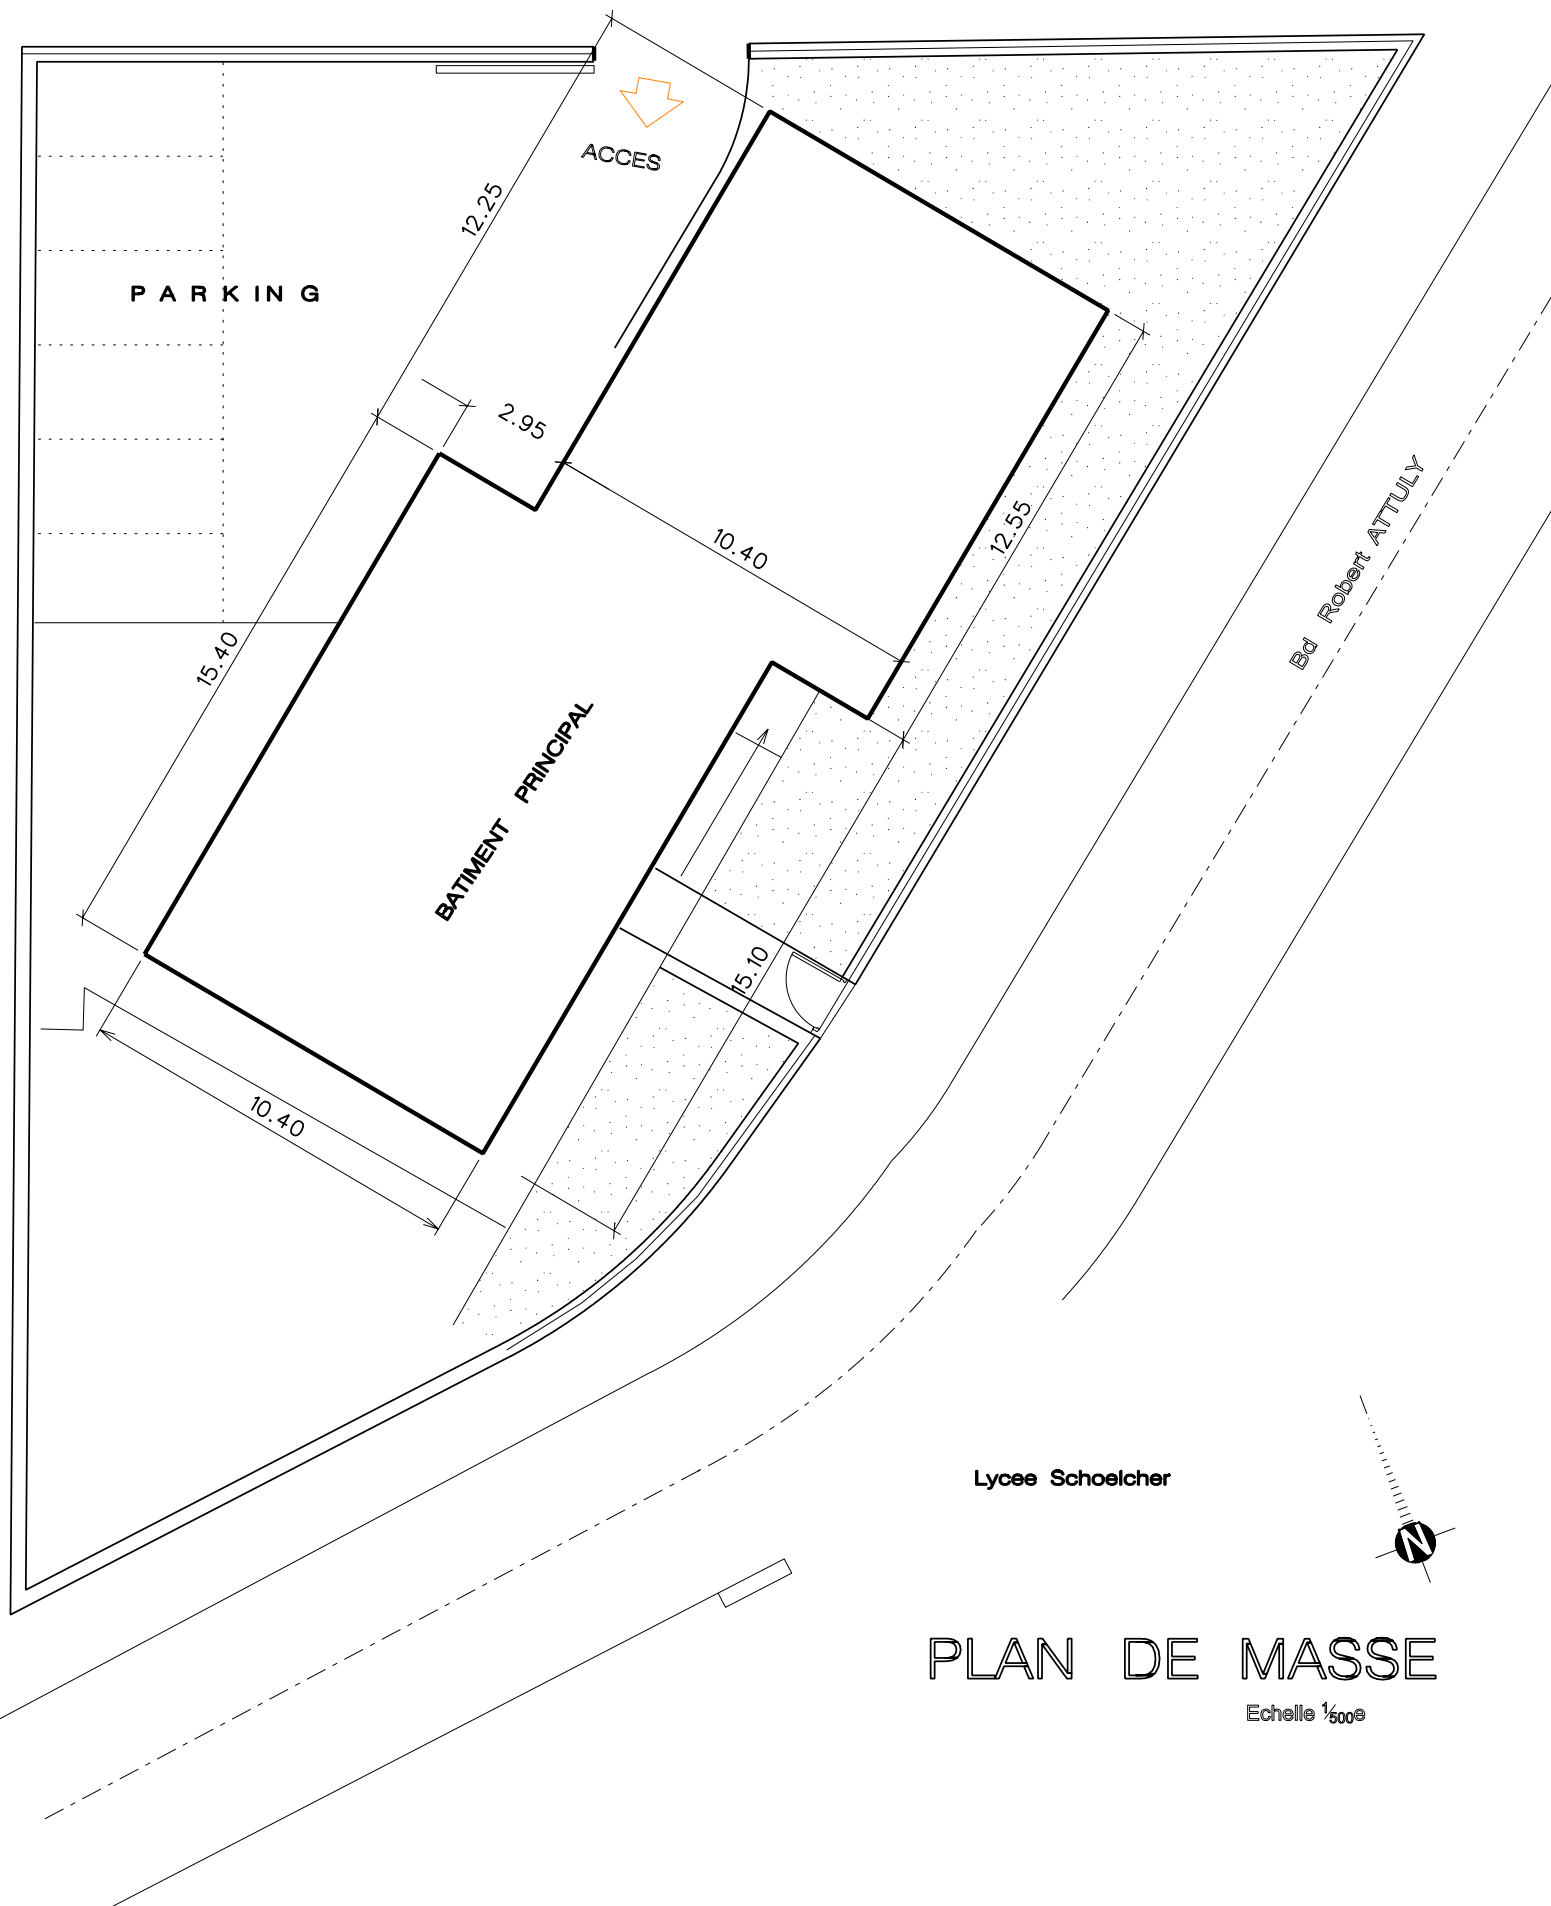 ACCES
12.25
PARKING
2.95
10.40
12.55
Bd Robert ATTULY
15.40
BATIMENT PRINCIPAL
15.10
10.40
Lycee Schoelcher
N
PLAN DE MASSE
Echelle 1/500e